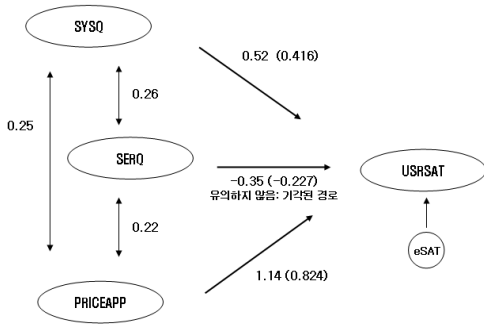 SYSQ
0.52 (0.416)
0.26
0.25
SERQ
-0.35 (-0.227)
유의하지 않음: 기각된 경로
USRSAT
0.22
eSAT
1.14 (0.824)
PRICEAPP